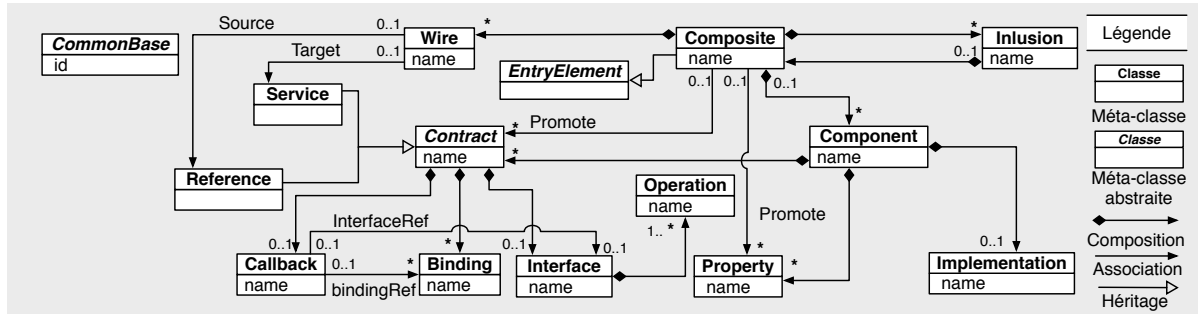 Source
0..1
Wire
name
*
Composite
name
*
Inlusion
name
0..1
CommonBase
id
Target
0..1
EntryElement
Service
0..1
0..1
0..1
*
Promote
*
Contract
name
*
Component
name
Reference
Operation
name
1.. *
Promote
InterfaceRef
0..1
0..1
*
0..1
0..1
*
*
0..1
Callback
name
0..1
*
bindingRef
Binding
name
Interface
name
Property
name
Implementation
name
Légende
Classe
Méta-classe
Classe
Méta-classe
abstraite
Composition
Association
Héritage